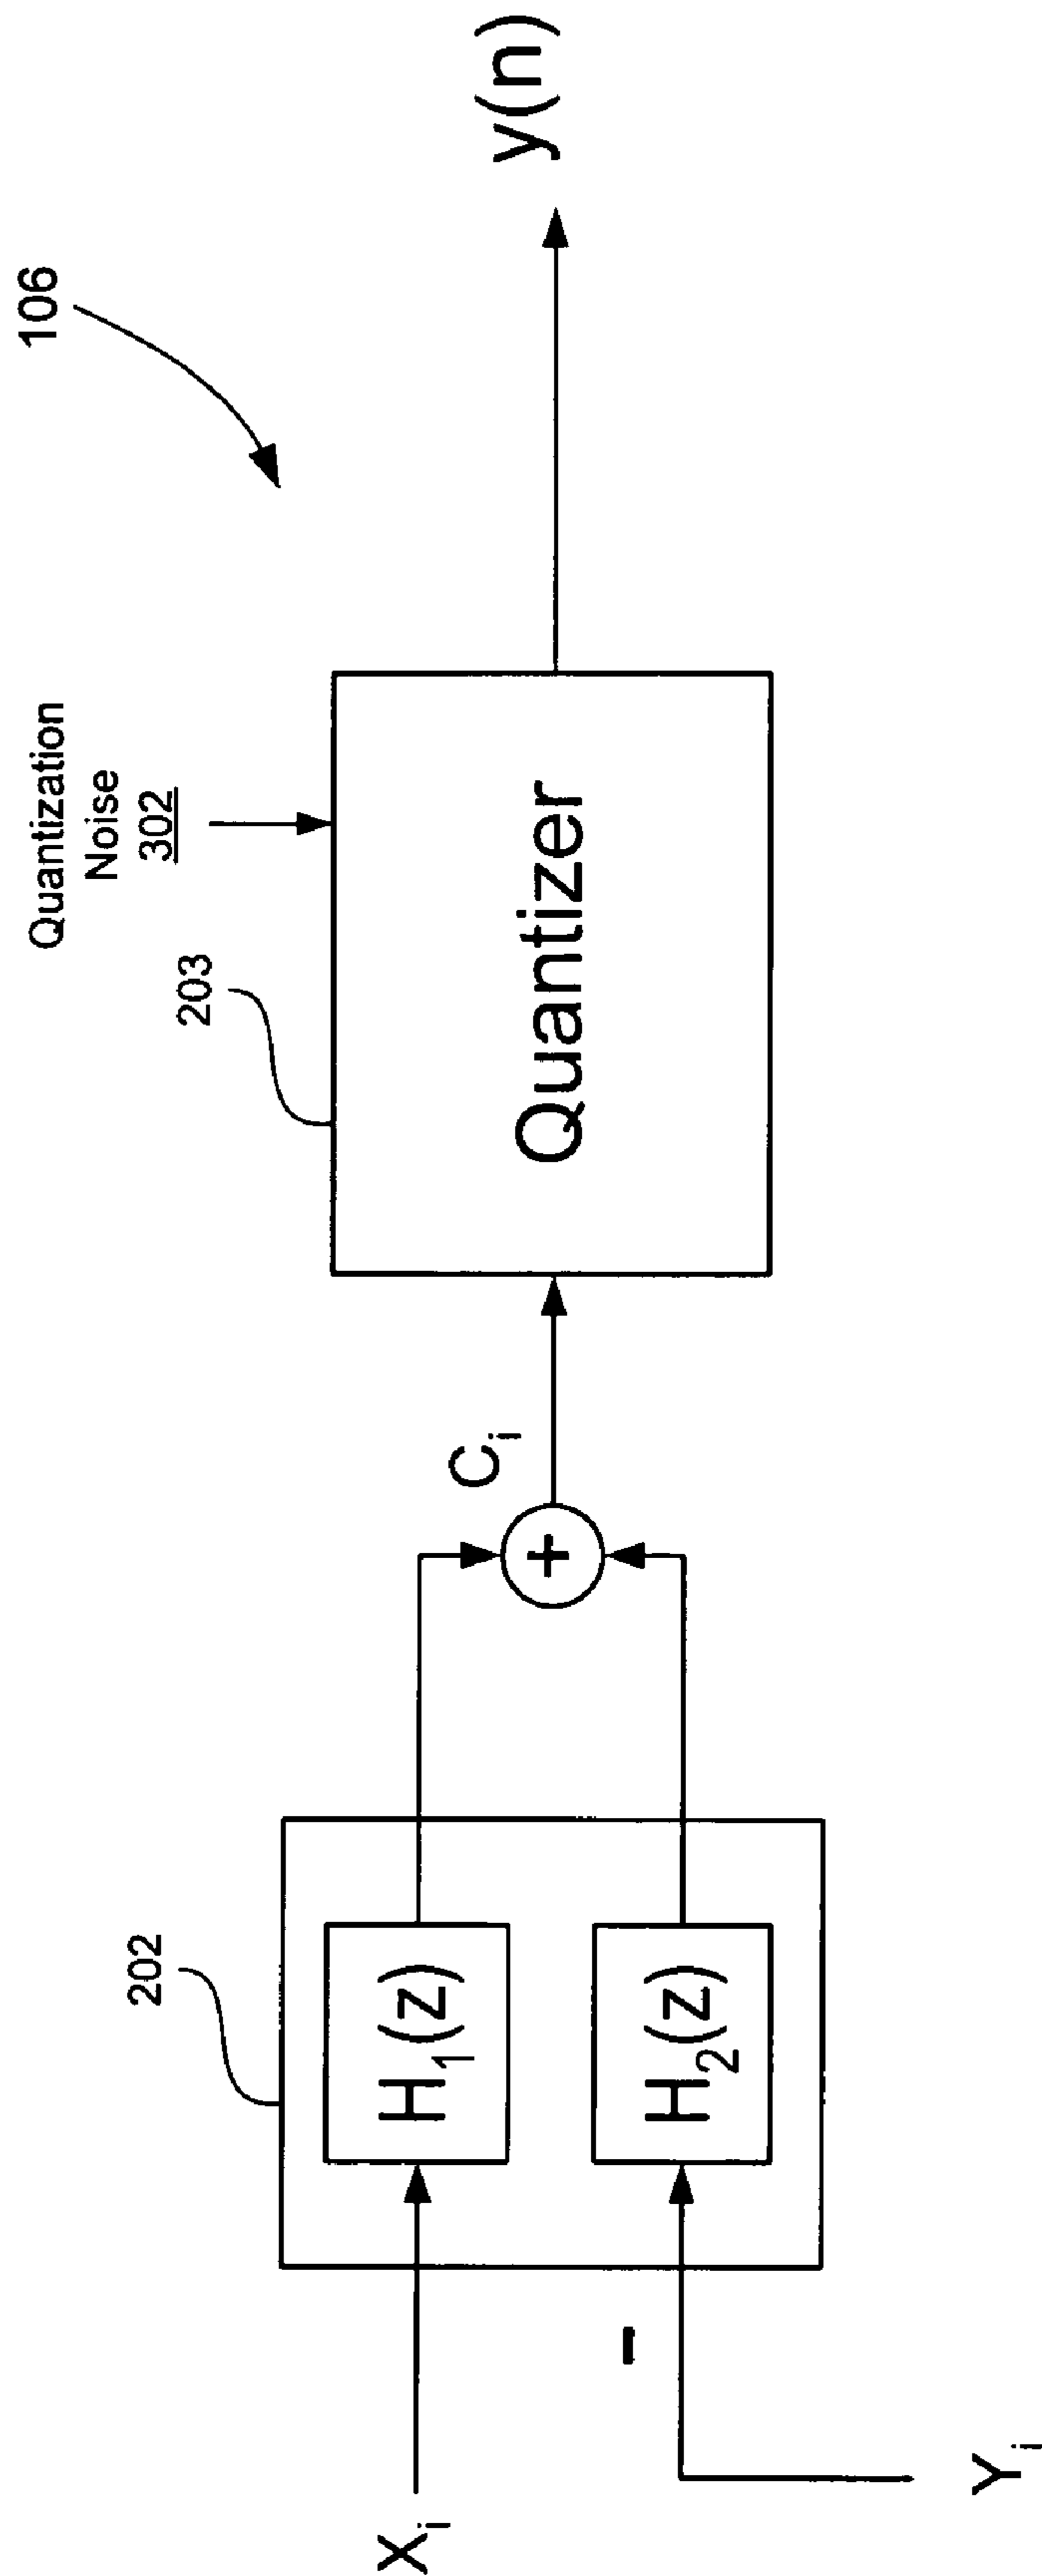 106
Quantization
Noise
302
203
202
X_i
H_1(z)
H_2(z)
-
Y_i
+
C_i
Quantizer
y(n)